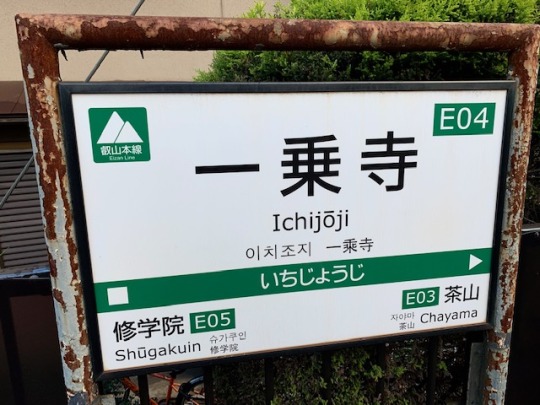 叡山本線
Eizan Line
E04
一乗寺
Ichijōji
이치조지 一乗寺
いちじょうじ
修学院 E05
Shūgakuin
슈가쿠인
修学院
E03 茶山
자야마
茶山
Chayama